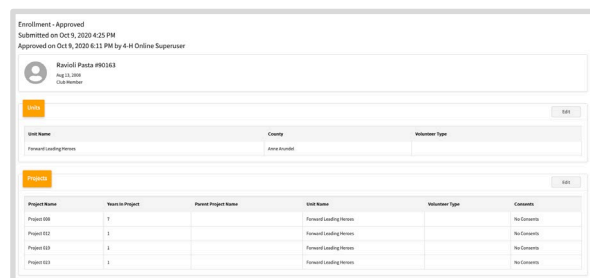 Enrollment - Approved
Submitted on Oct 9, 2020 4:25 PM
Approved on Oct 9, 2020 6:11 PM by 4-H Online Superuser
Ravioli Pasta #90163
Aug 13, 2008
Club Member
Units
Edit
Unit Name County Volunteer Type
Forward Leading Heroes Anne Arundel
Projects
Edit
Project Name Years In Project Parent Project Name Unit Name Volunteer Type Consents
Project 008 7 Forward Leading Heroes No Consents
Project 012 1 Forward Leading Heroes No Consents
Project 020 1 Forward Leading Heroes No Consents
Project 023 1 Forward Leading Heroes No Consents